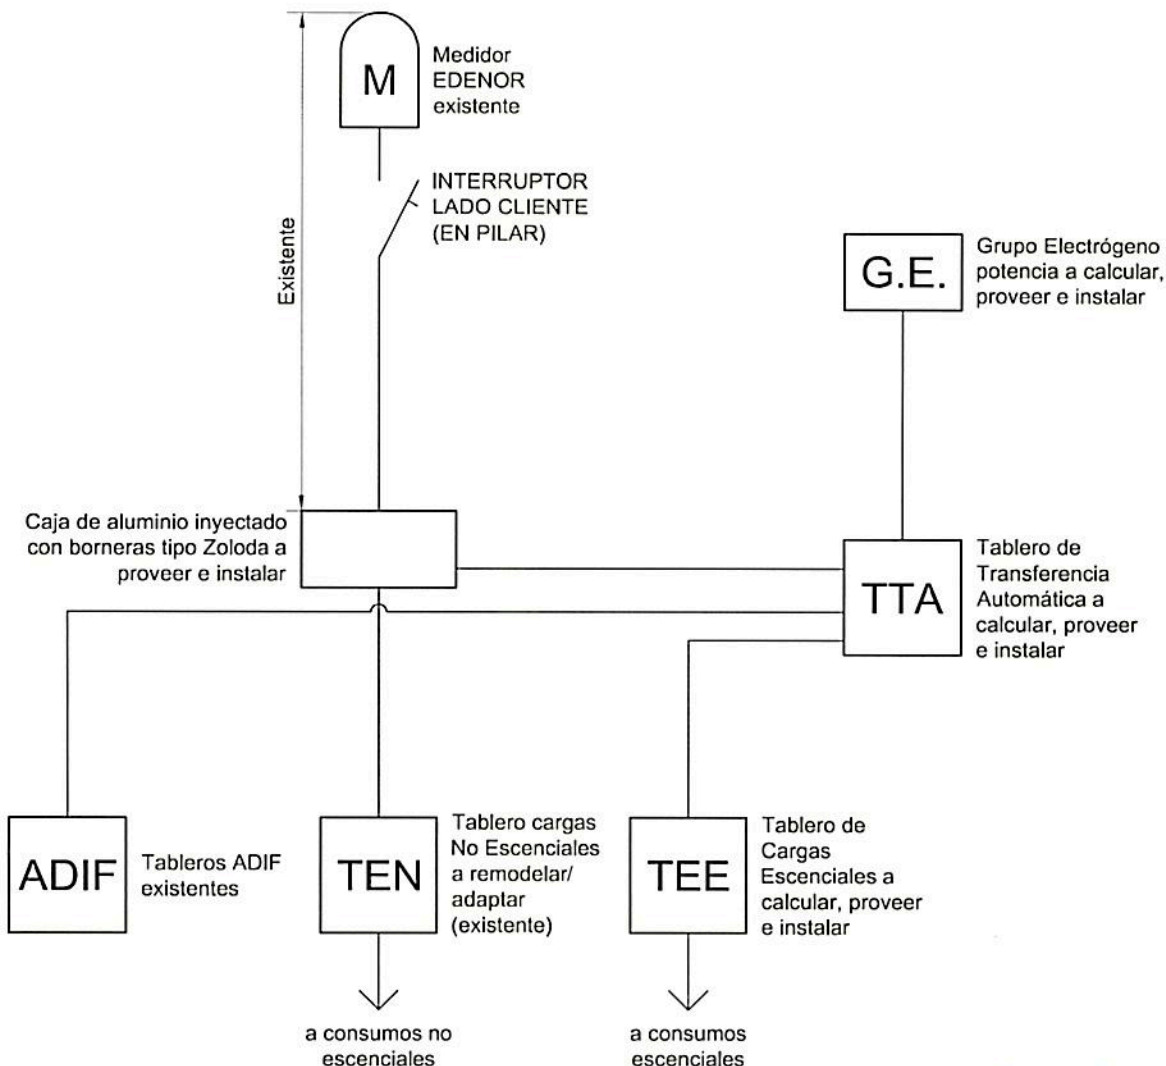 M
Medidor
EDENOR
existente
INTERRUPTOR
LADO CLIENTE
(EN PILAR)
Existente
G.E.
Grupo Electrógeno
potencia a calcular,
proveer e instalar
Caja de aluminio inyectado
con borneras tipo Zoloda a
proveer e instalar
TTA
Tablero de
Transferencia
Automática a
calcular, proveer
e instalar
ADIF
Tableros ADIF
existentes
TEN
Tablero cargas
No Escenciales
a remodelar/
adaptar
(existente)
TEE
Tablero de
Cargas
Escenciales a
calcular, proveer
e instalar
a consumos no
escenciales
a consumos
escenciales